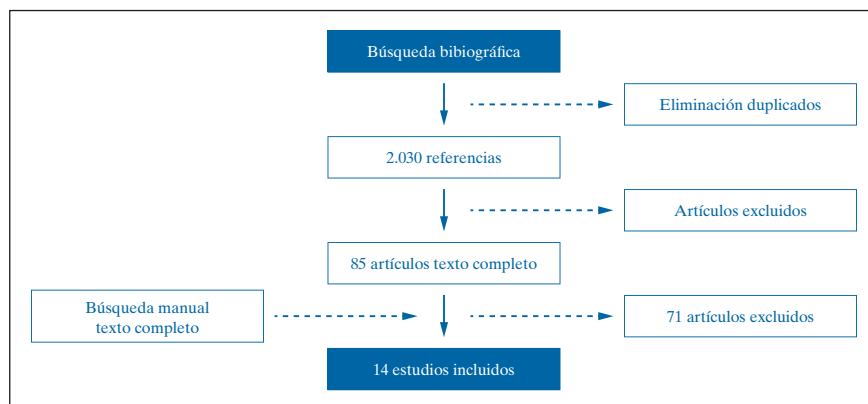 Búsqueda bibiográfica
Eliminación duplicados
2.030 referencias
Artículos excluidos
85 artículos texto completo
Búsqueda manual
texto completo
71 artículos excluidos
14 estudios incluidos